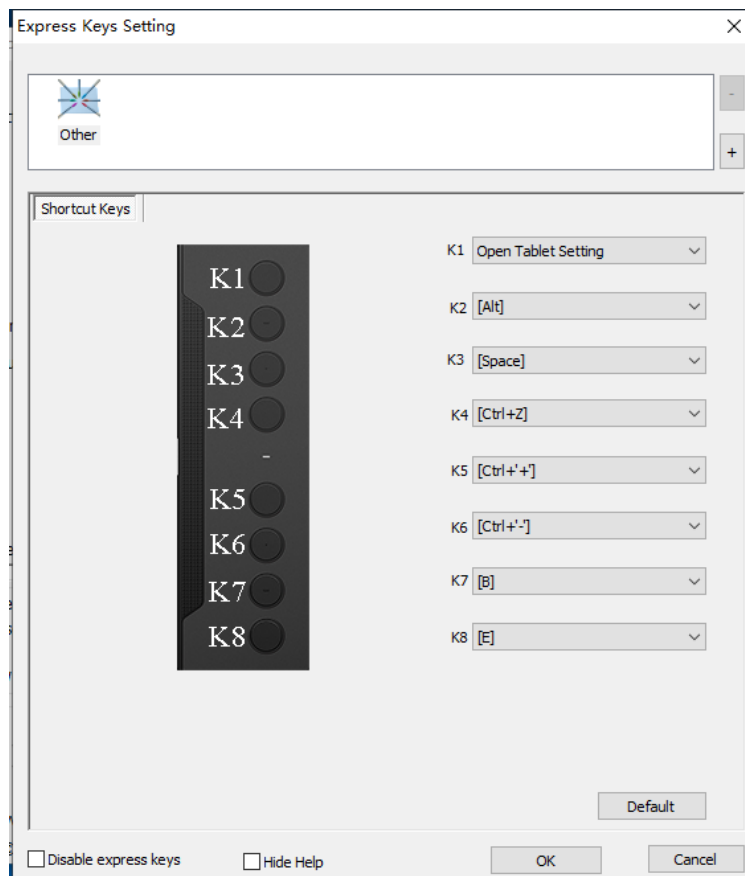 Express Keys Setting
-
Other
+
Shortcut Keys
K1
K2
K3
K4
K5
K6
K7
K8
K1 Open Tablet Setting
K2 [Alt]
K3 [Space]
K4 [Ctrl+Z]
K5 [Ctrl+'+']
K6 [Ctrl+'-']
K7 [B]
K8 [E]
Default
Disable express keys Hide Help OK Cancel